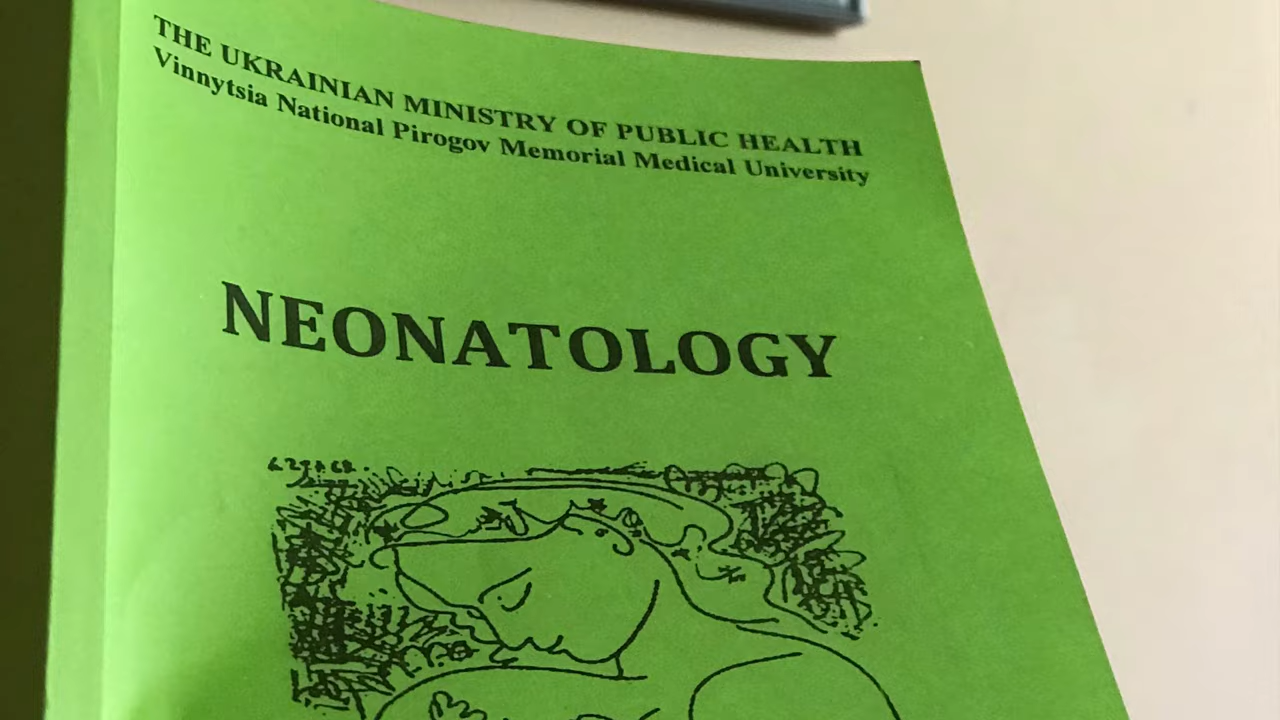 THE UKRAINIAN MINISTRY OF PUBLIC HEALTH
Vinnytsia National Pirogov Memorial Medical University
NEONATOLOGY